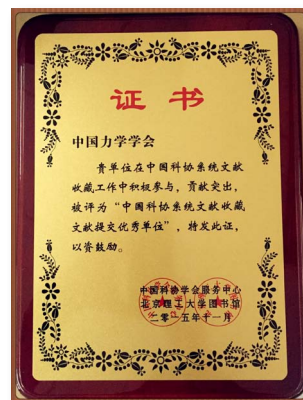 证书
中国力学学会
贵单位在中国科协系统文献
收藏工作中积极参与，贡献突出，
被评为“中国科协系统文献收藏
文献提交优秀单位”，特发此证，
以资鼓励。
中国科协学会服务中心
北京理工大学图书馆
二零一五年十一月